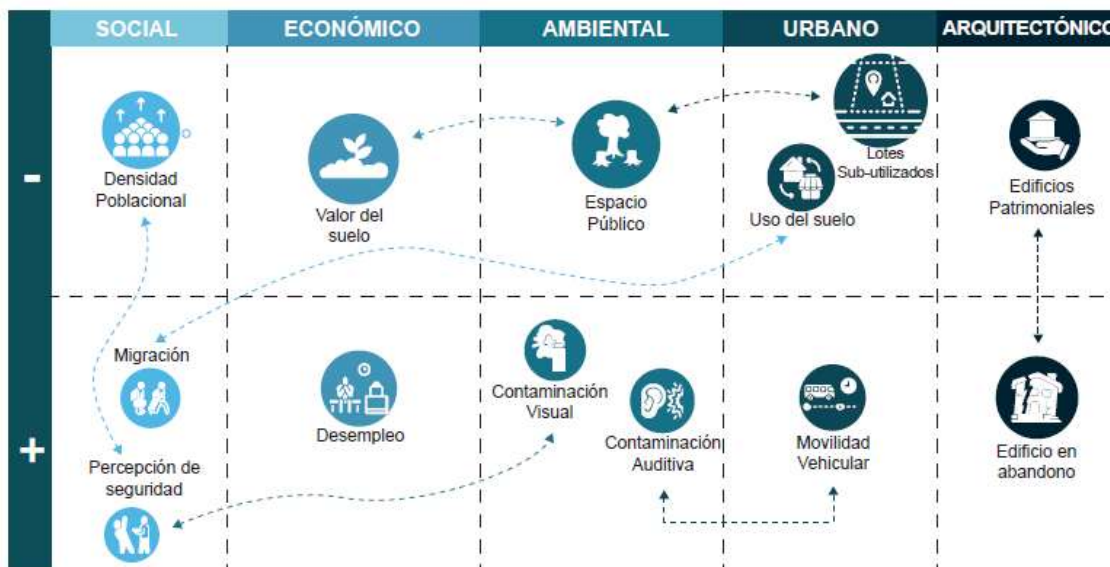 SOCIAL
ECONÓMICO
AMBIENTAL
URBANO
ARQUITECTÓNICO
-
Densidad
Poblacional
Valor del
suelo
Espacio
Público
Lotes
Sub-utilizados
Uso del suelo
Edificios
Patrimoniales
+
Migración
Percepción de
seguridad
Desempleo
Contaminación
Visual
Contaminación
Auditiva
Movilidad
Vehicular
Edificio en
abandono